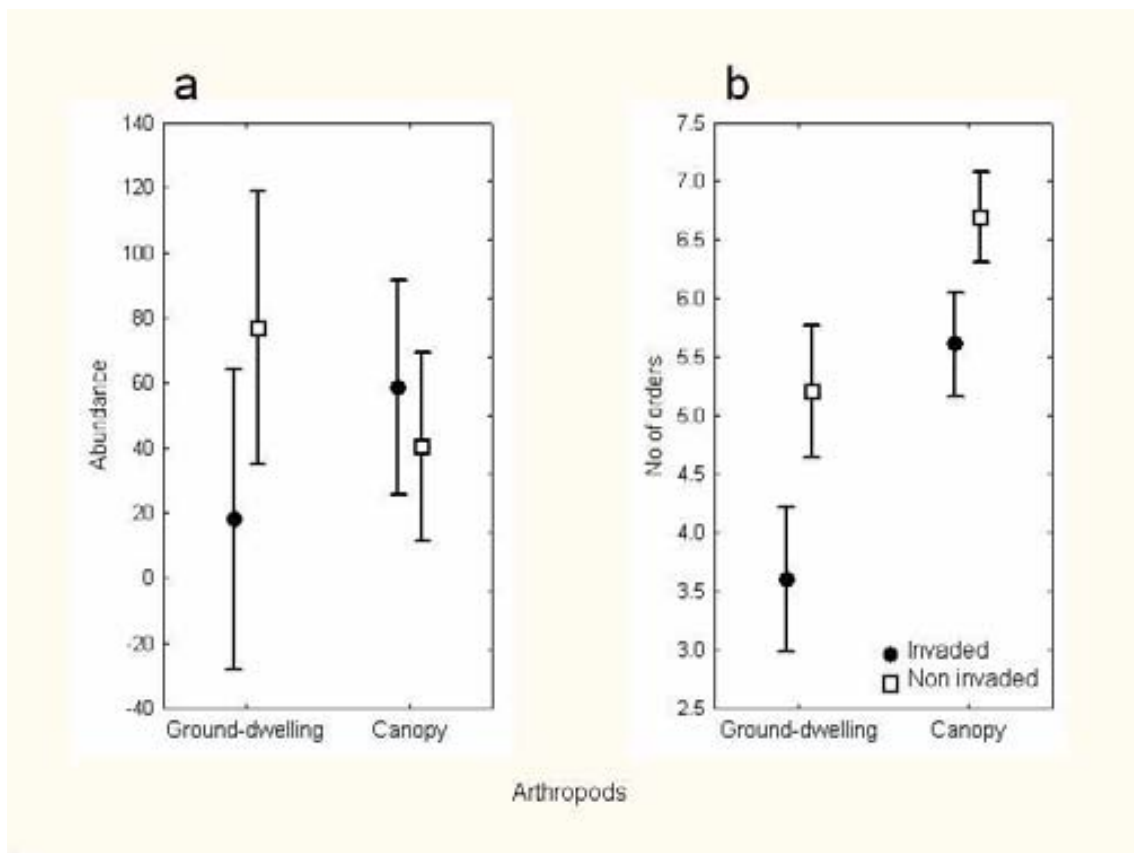 a
140
120
100
80
60
40
20
0
-20
-40
Abundance
Ground-dwelling Canopy
b
7.5
7.0
6.5
6.0
5.5
5.0
4.5
4.0
3.5
3.0
2.5
No of orders
Invaded
Non invaded
Ground-dwelling Canopy
Arthropods